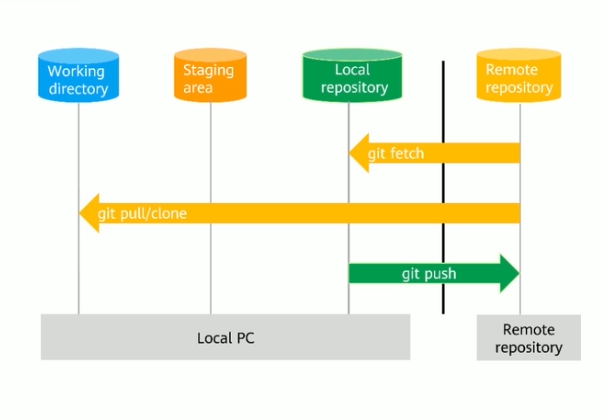 Working
directory
Staging
area
Local
repository
Remote
repository
git fetch
git pull/clone
git push
Local PC
Remote
repository